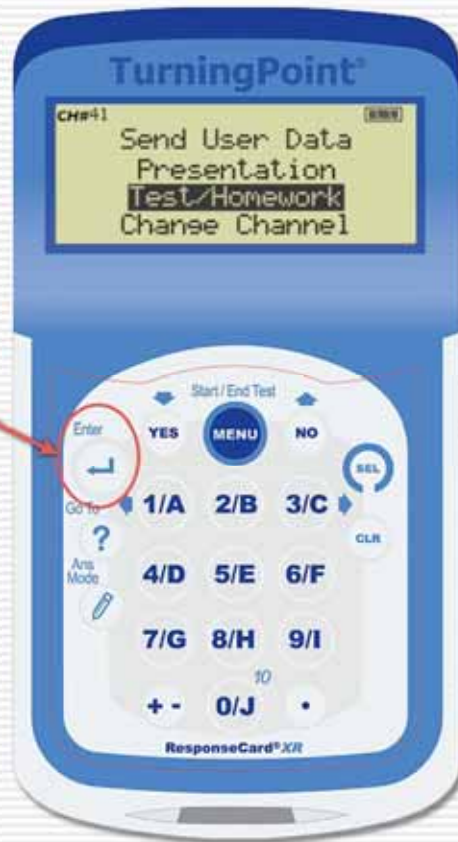 TurningPoint®
CH#41
Send User Data
Presentation
Test/Homework
Change Channel
Start / End Test
Enter
YES
MENU
NO
SEL
Go To
1/A
2/B
3/C
?
CLR
Ans
Mode
4/D
5/E
6/F
7/G
8/H
9/I
10
+ -
0/J
•
ResponseCard® XR